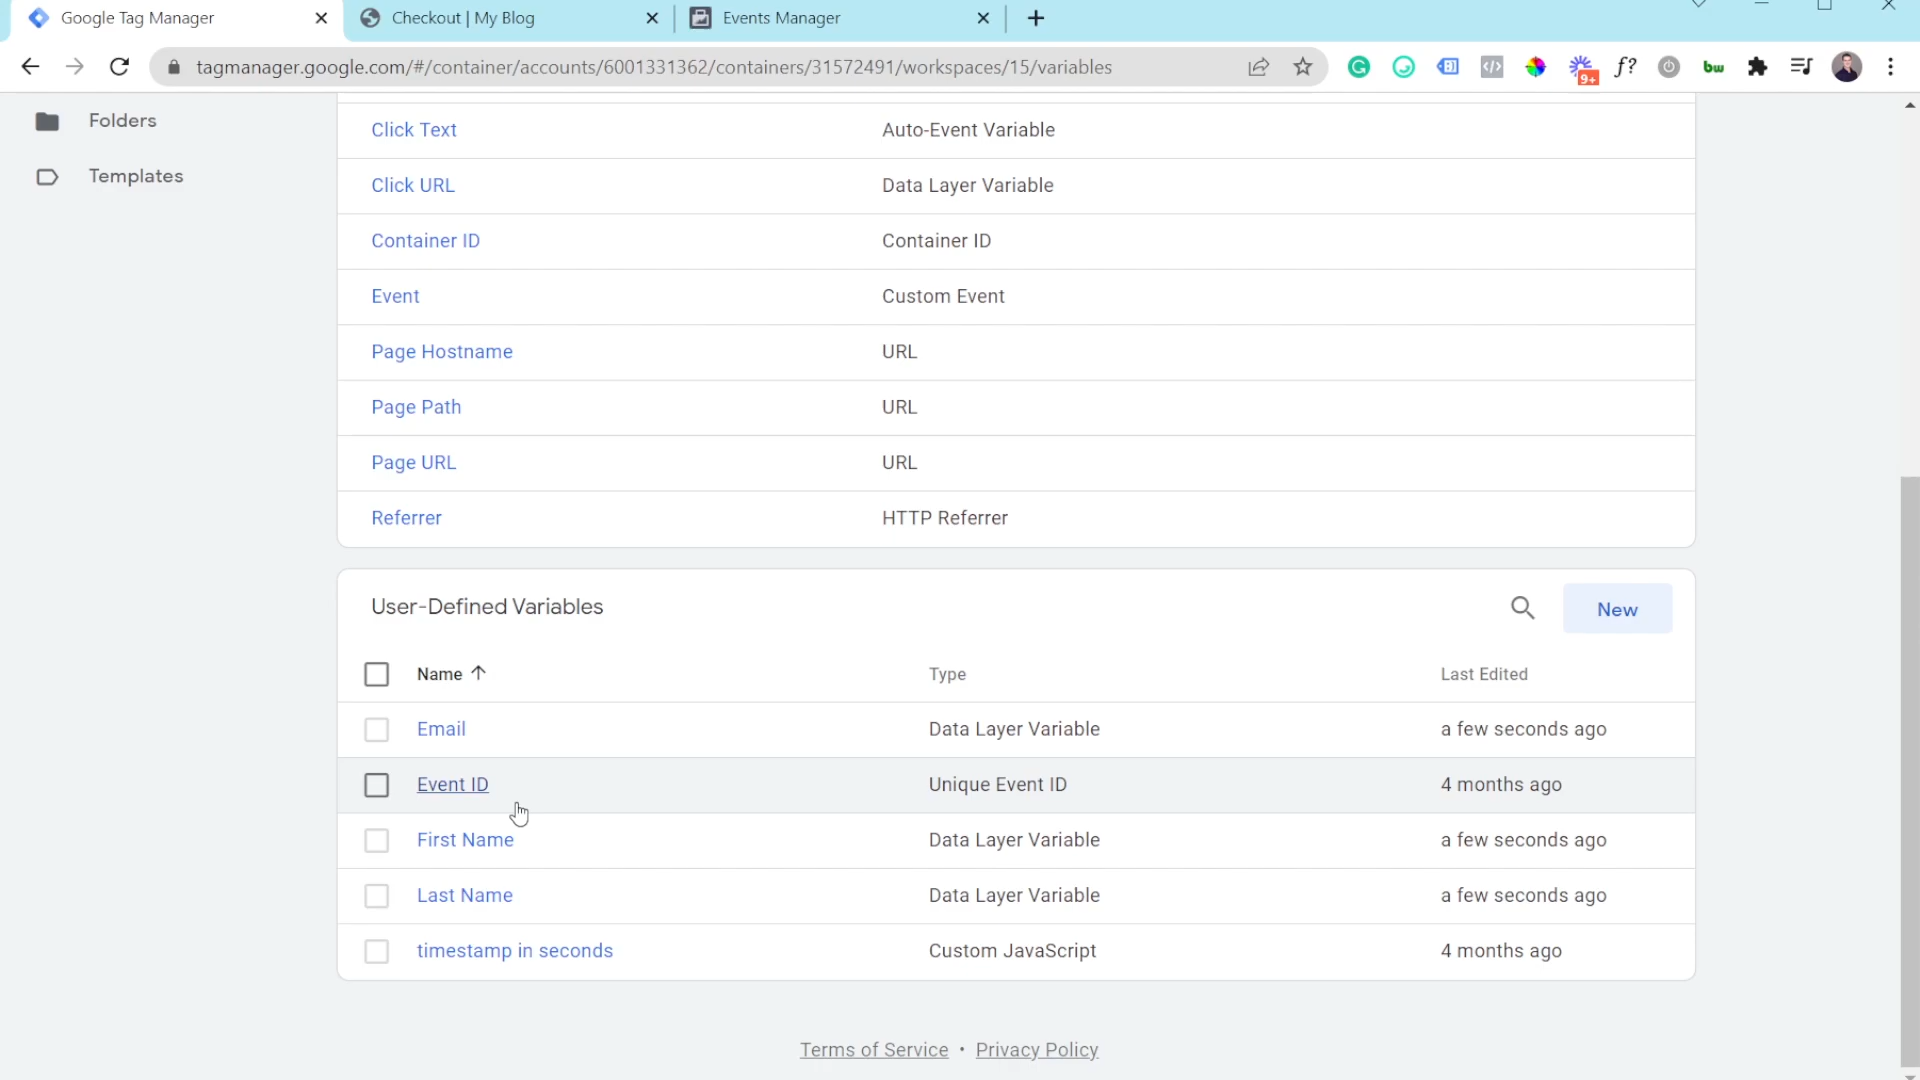 Google Tag Manager
Checkout | My Blog
Events Manager
tagmanager.google.com/#/container/accounts/6001331362/containers/31572491/workspaces/15/variables
9+
f?
bw
Folders
Templates
Click Text Auto-Event Variable
Click URL Data Layer Variable
Container ID Container ID
Event Custom Event
Page Hostname URL
Page Path URL
Page URL URL
Referrer HTTP Referrer
User-Defined Variables
New
Name Type Last Edited
Email Data Layer Variable a few seconds ago
Event ID Unique Event ID 4 months ago
First Name Data Layer Variable a few seconds ago
Last Name Data Layer Variable a few seconds ago
timestamp in seconds Custom JavaScript 4 months ago
Terms of Service • Privacy Policy